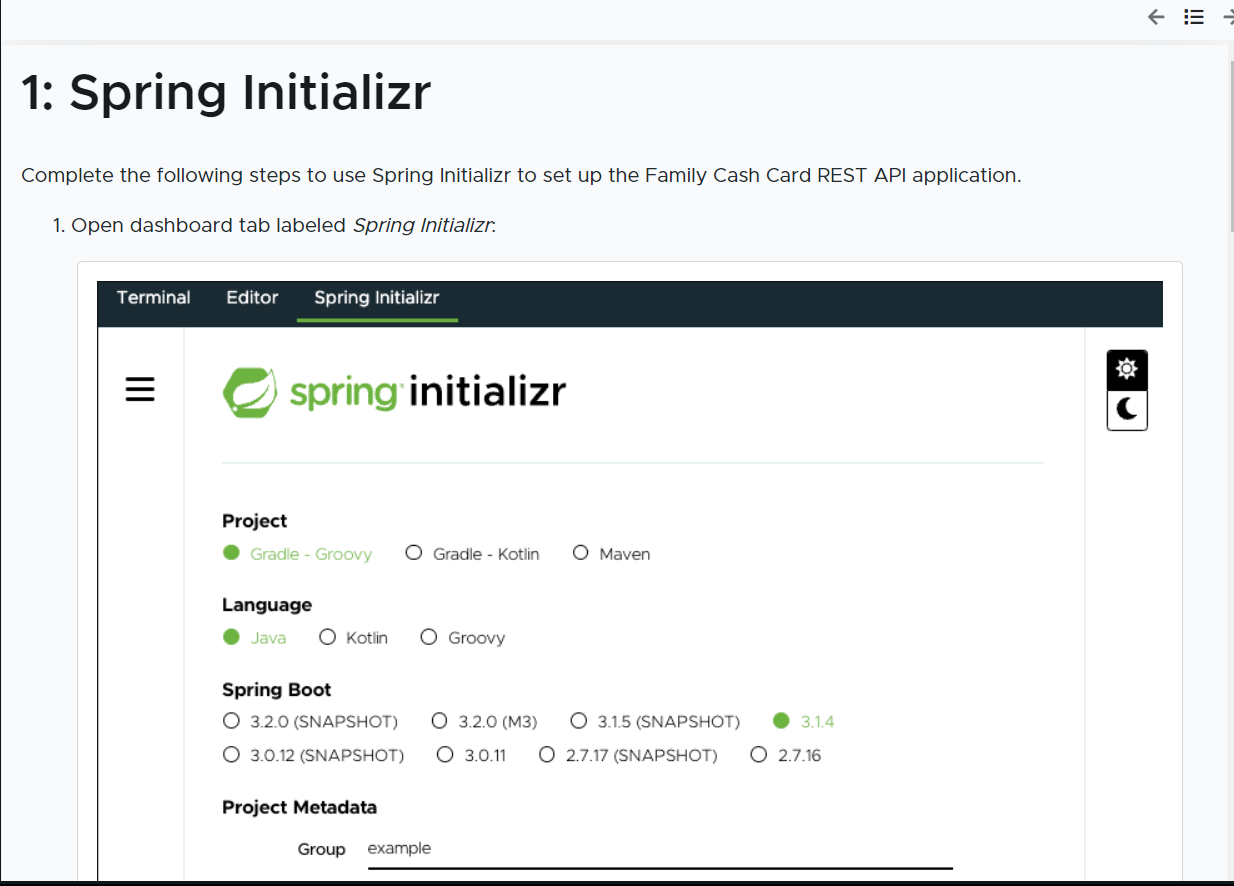 1: Spring Initializr
Complete the following steps to use Spring Initializr to set up the Family Cash Card REST API application.
1. Open dashboard tab labeled Spring Initializr:
Terminal Editor Spring Initializr
spring initializr
Project
Gradle - Groovy Gradle - Kotlin Maven
Language
Java Kotlin Groovy
Spring Boot
3.2.0 (SNAPSHOT) 3.2.0 (M3) 3.1.5 (SNAPSHOT) 3.1.4
3.0.12 (SNAPSHOT) 3.0.11 2.7.17 (SNAPSHOT) 2.7.16
Project Metadata
Group example